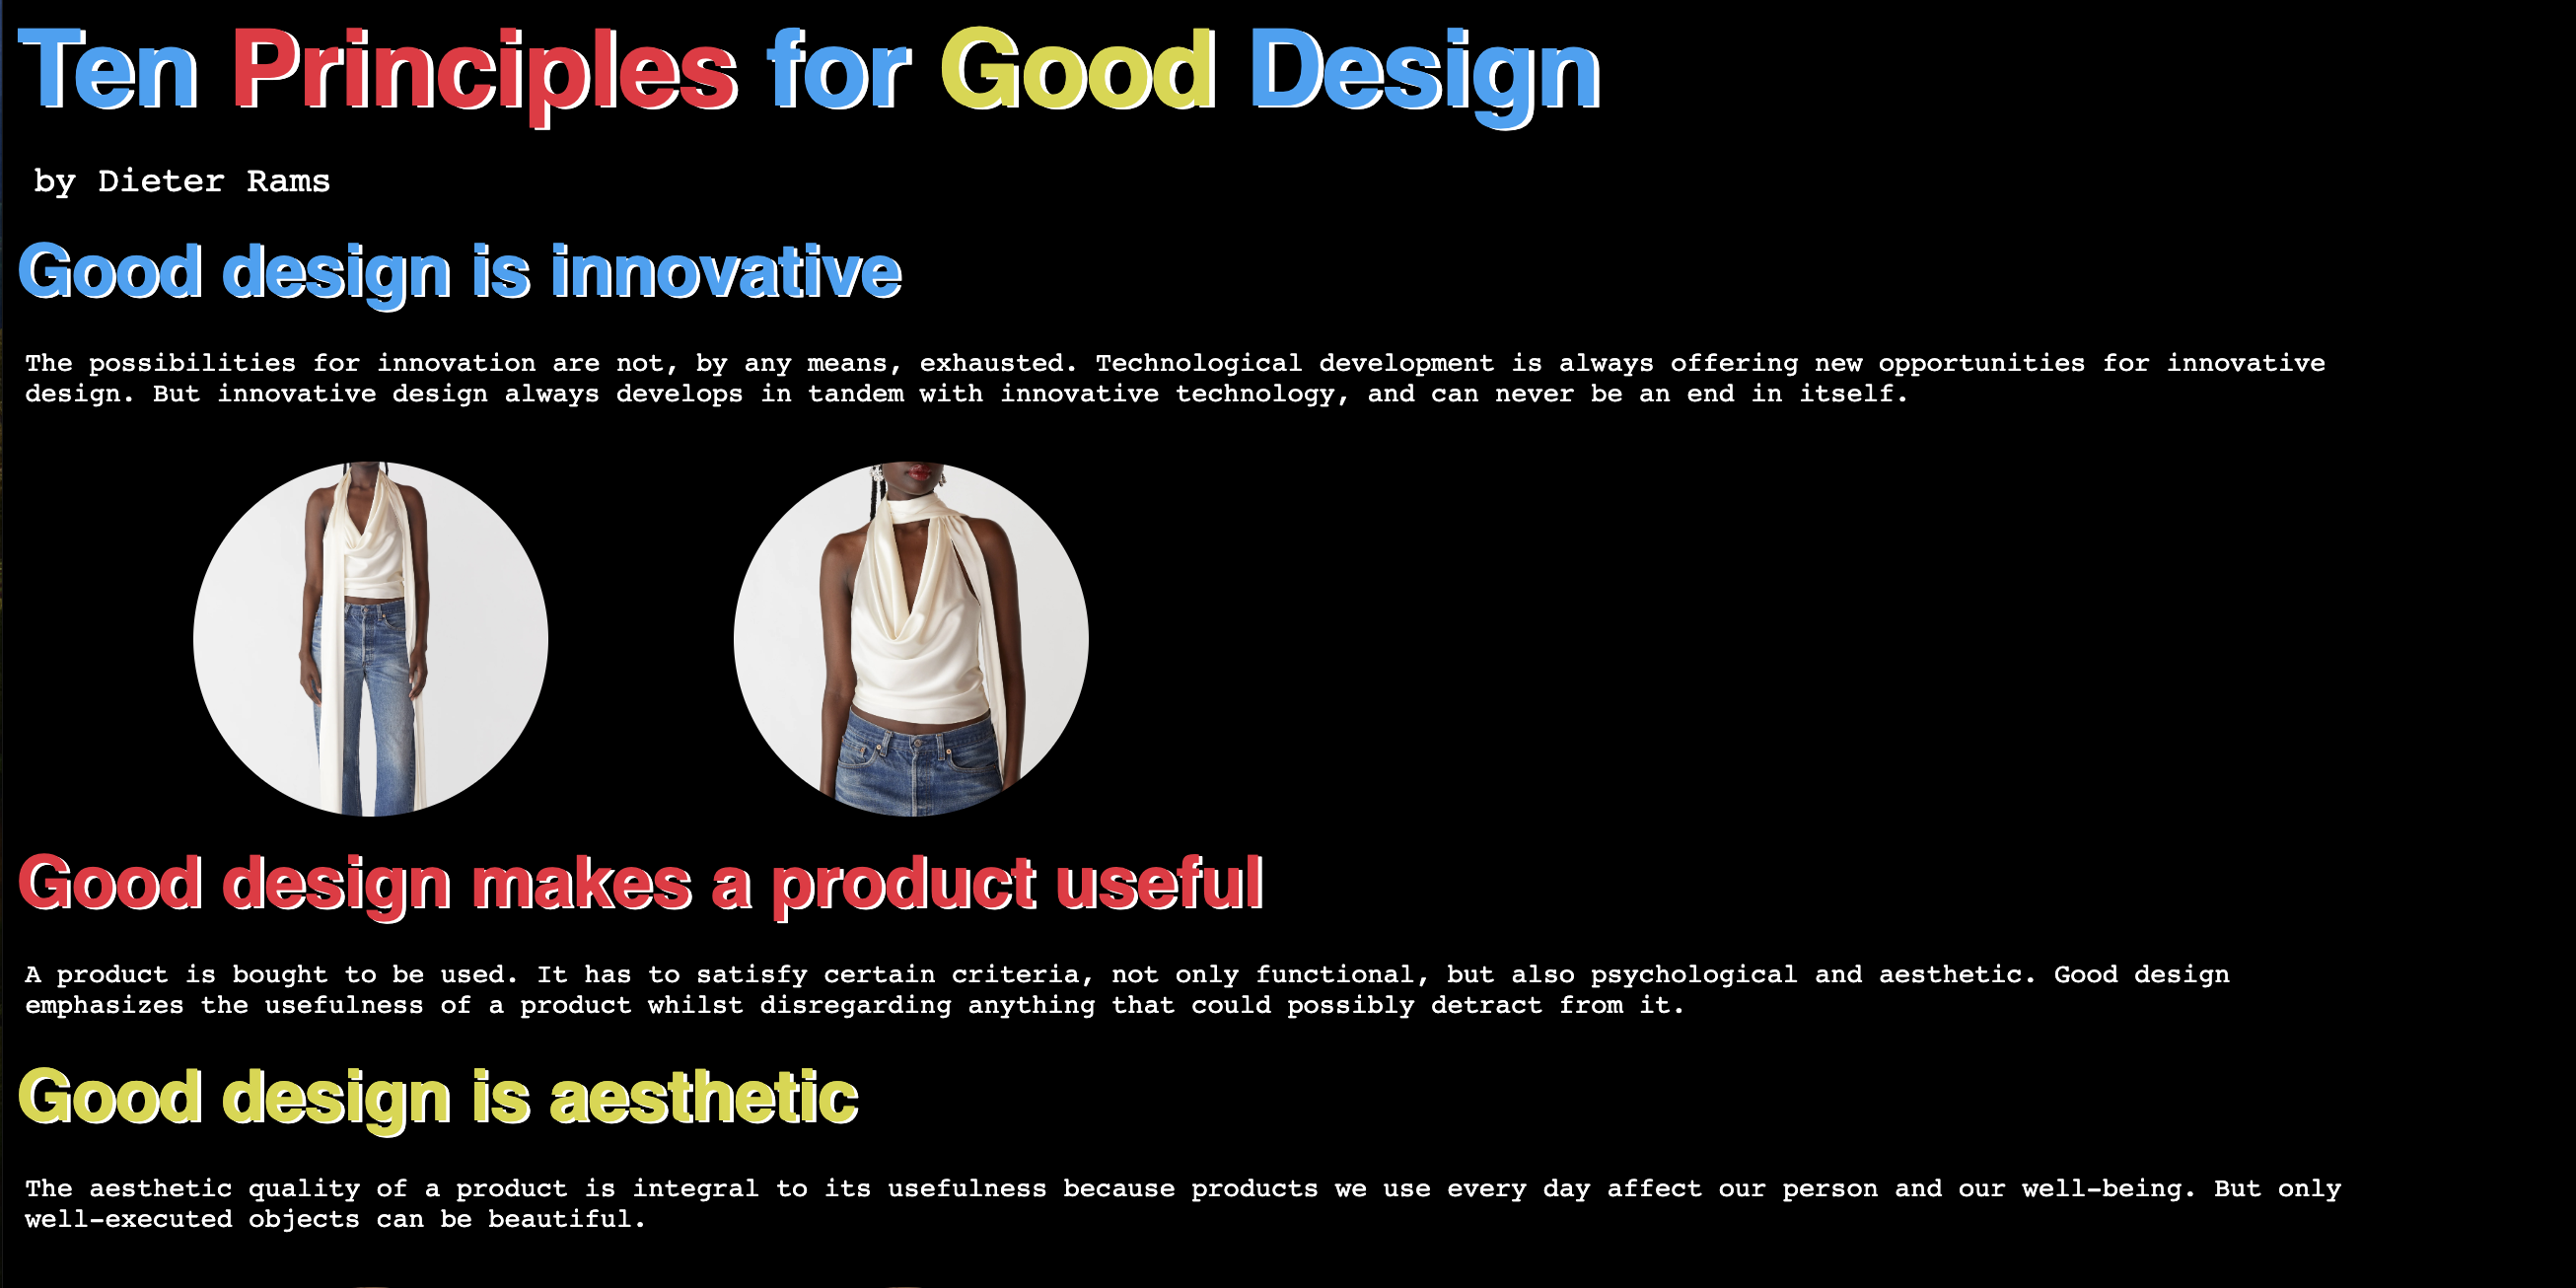 Ten Principles for Good Design
by Dieter Rams
Good design is innovative
The possibilities for innovation are not, by any means, exhausted. Technological development is always offering new opportunities for innovative
design. But innovative design always develops in tandem with innovative technology, and can never be an end in itself.
Good design makes a product useful
A product is bought to be used. It has to satisfy certain criteria, not only functional, but also psychological and aesthetic. Good design
emphasizes the usefulness of a product whilst disregarding anything that could possibly detract from it.
Good design is aesthetic
The aesthetic quality of a product is integral to its usefulness because products we use every day affect our person and our well-being. But only
well-executed objects can be beautiful.